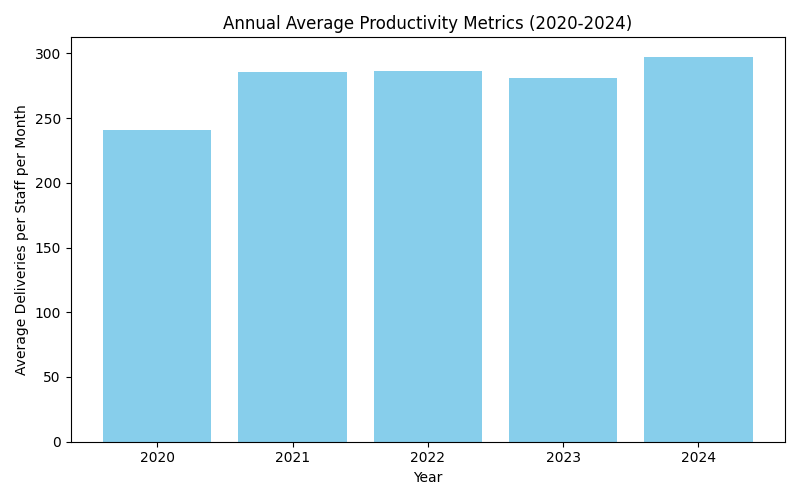 Annual Average Productivity Metrics (2020-2024)
Average Deliveries per Staff per Month
300
250
200
150
100
50
0
2020 2021 2022 2023 2024
Year